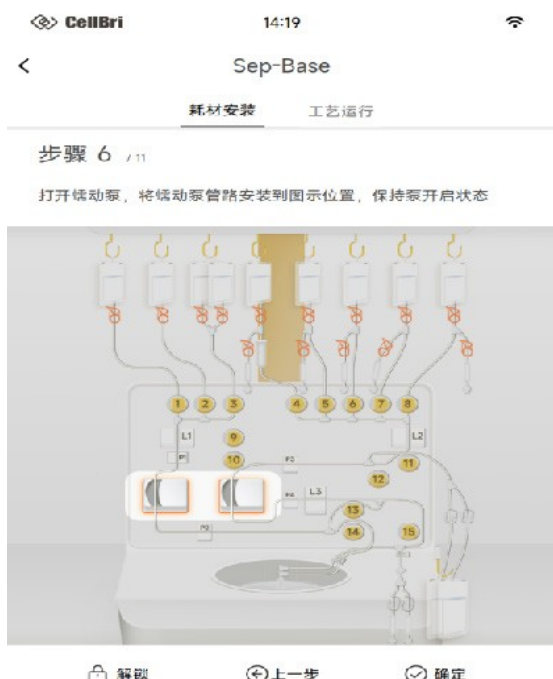 CellBri 14:19
Sep-Base
耗材安装 工艺运行
步骤 6 / 11
打开蠕动泵，将蠕动泵管路安装到图示位置，保持泵开启状态
1 2 3 4 5 6 7 8
L1 9 L2
P1 10 P3 11
12
P4 L3
13
P2 14 15
解锁 上一步 确定